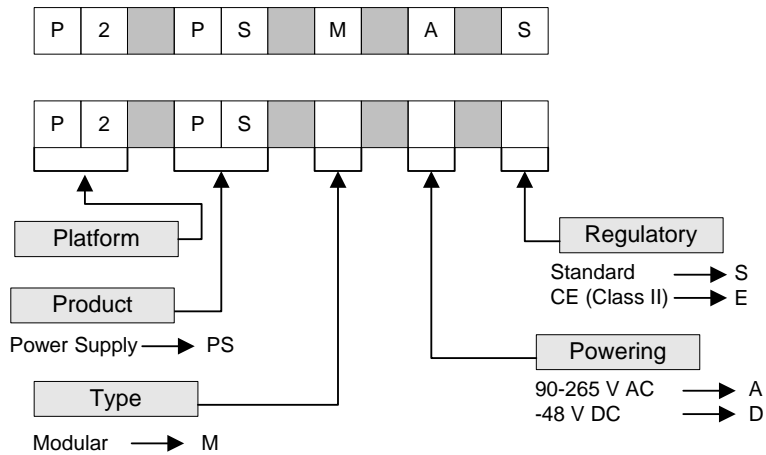 P 2 P S M A S
P 2 P S
Platform
Regulatory
Standard S
CE (Class II) E
Product
Power Supply PS
Powering
90-265 V AC A
-48 V DC D
Type
Modular M